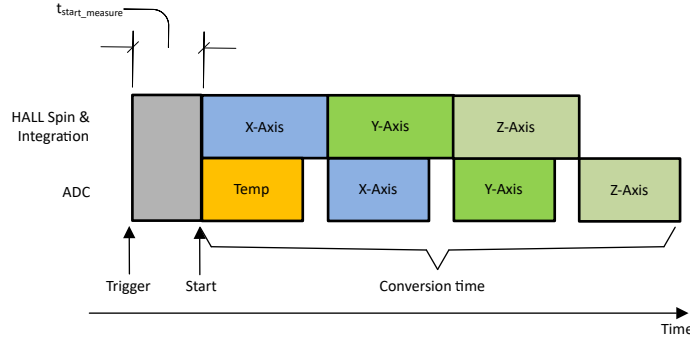 tstart_measure
HALL Spin &
Integration
X-Axis
Y-Axis
Z-Axis
ADC
Temp
X-Axis
Y-Axis
Z-Axis
Trigger
Start
Conversion time
Time